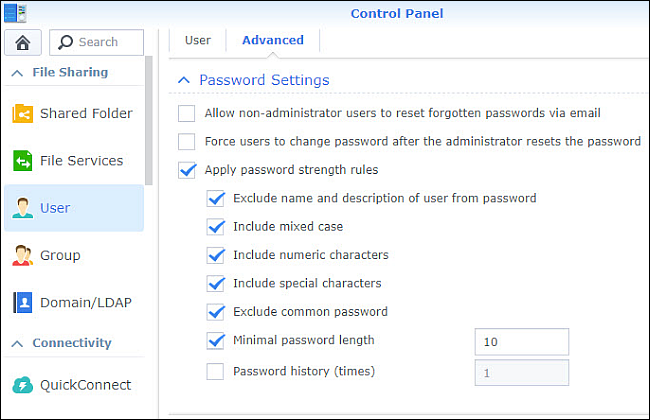 Control Panel
Search
File Sharing
Shared Folder
File Services
User
Group
Domain/LDAP
Connectivity
QuickConnect
User Advanced
Password Settings
Allow non-administrator users to reset forgotten passwords via email
Force users to change password after the administrator resets the password
Apply password strength rules
Exclude name and description of user from password
Include mixed case
Include numeric characters
Include special characters
Exclude common password
Minimal password length 10
Password history (times) 1